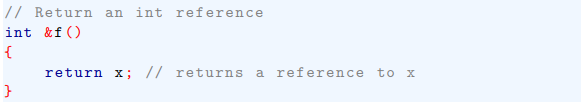 // Return an int reference
int &f()
{
return x; // returns a reference to x
}